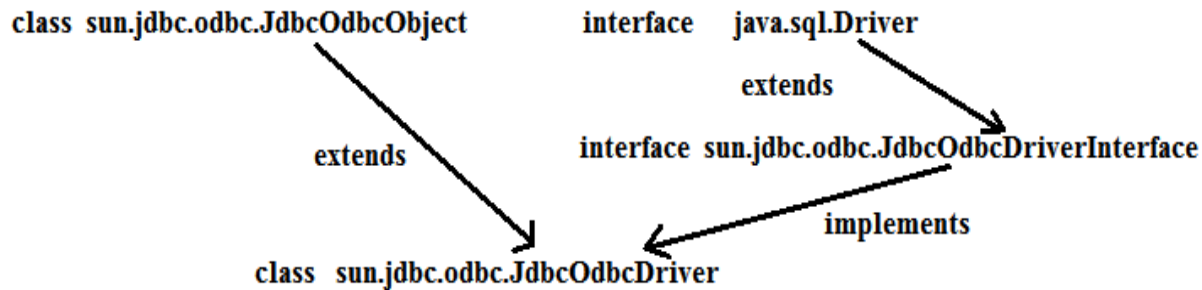 class sun.jdbc.odbc.JdbcOdbcObject
interface java.sql.Driver
extends
extends
interface sun.jdbc.odbc.JdbcOdbcDriverInterface
implements
class sun.jdbc.odbc.JdbcOdbcDriver